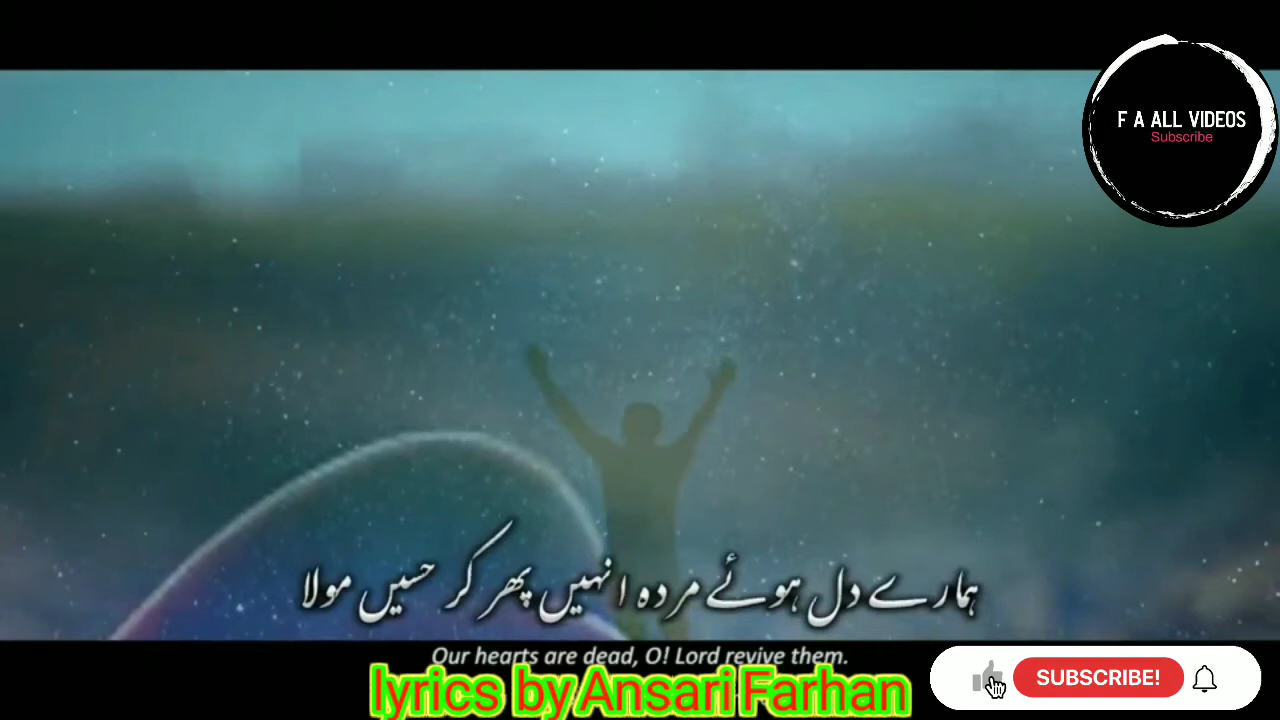 F A ALL VIDEOS
Subscribe
ہمارے دل ہوئے مردہ انہیں پھر کر حسیں مولا
Our hearts are dead, O! Lord revive them.
lyrics by Ansari Farhan
SUBSCRIBE!